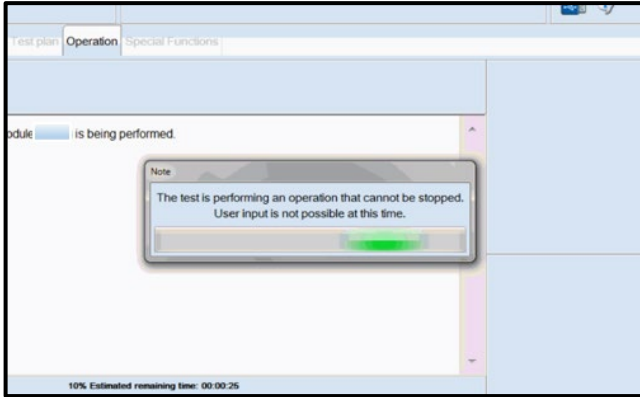 Test plan Operation Special Functions
is being performed.
Note
The test is performing an operation that cannot be stopped.
User input is not possible at this time.
10% Estimated remaining time: 00:00:25